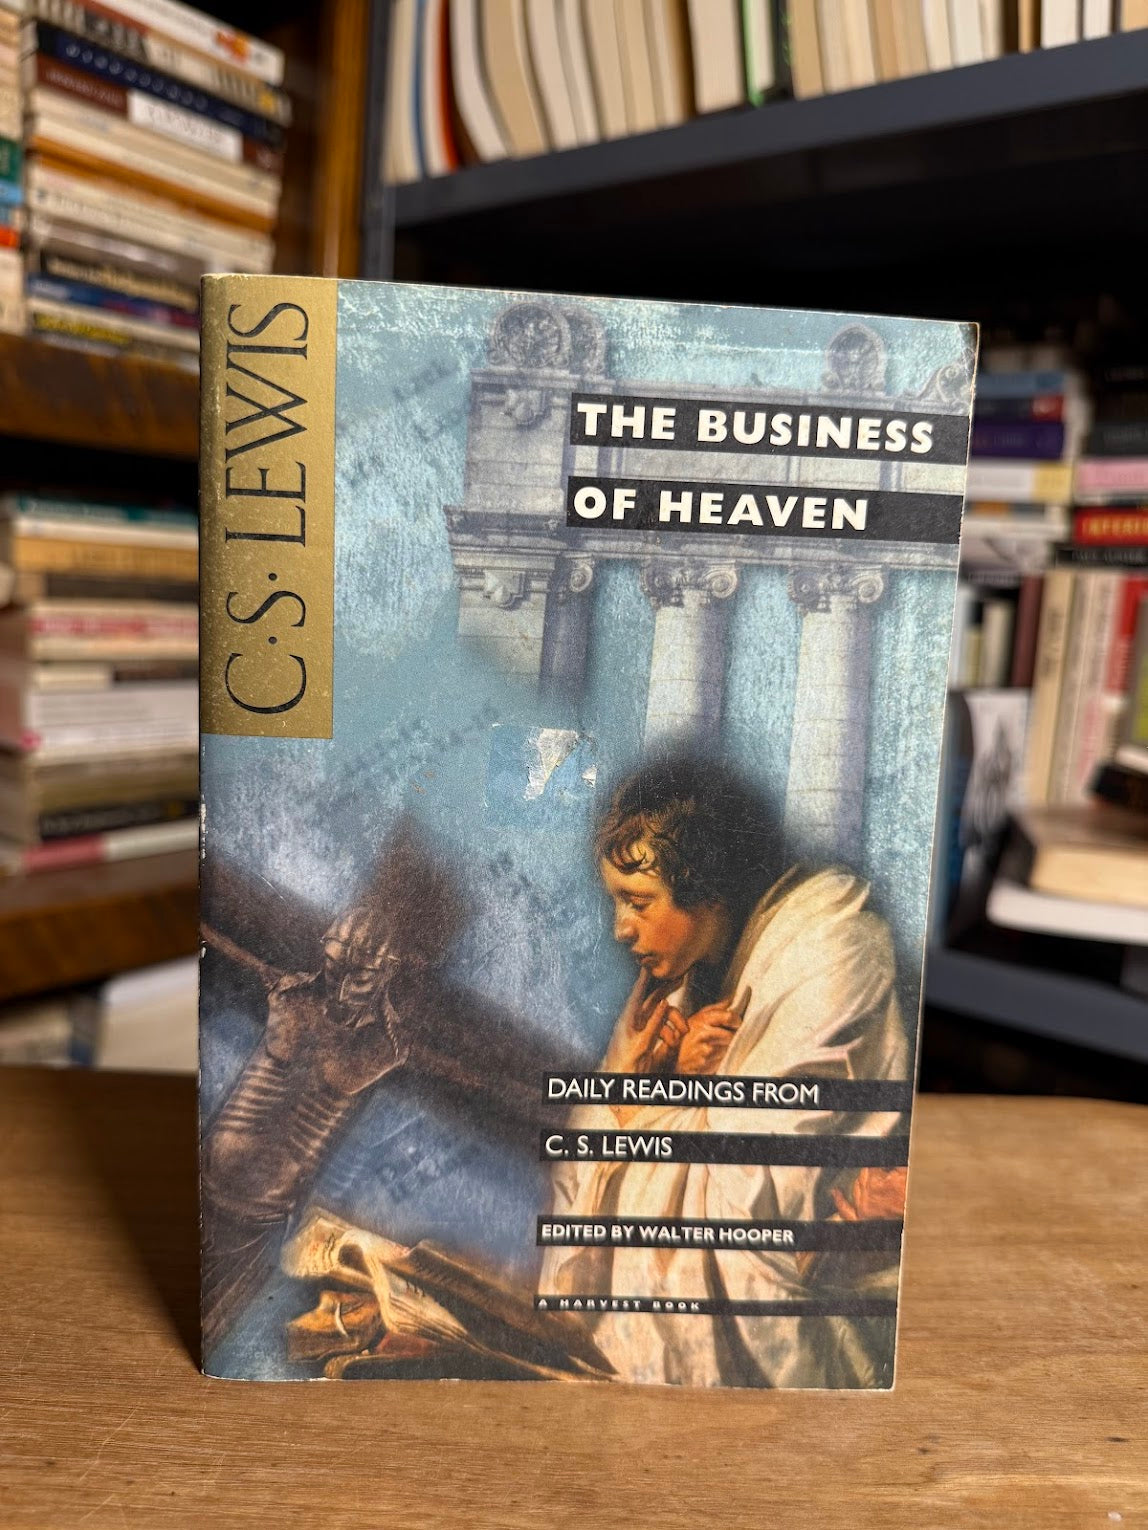 C·S·LEWIS
THE BUSINESS
OF HEAVEN
DAILY READINGS FROM
C. S. LEWIS
EDITED BY WALTER HOOPER
A HARVEST BOOK